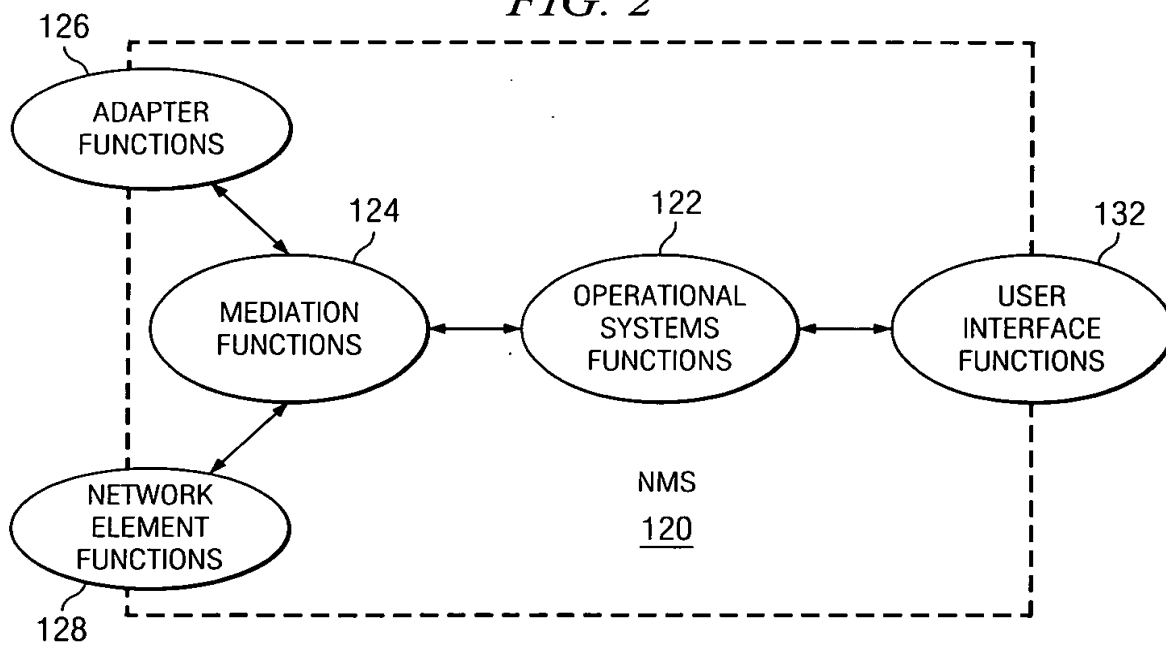 FIG. 2
126
ADAPTER
FUNCTIONS
124
MEDIATION
FUNCTIONS
122
OPERATIONAL
SYSTEMS
FUNCTIONS
132
USER
INTERFACE
FUNCTIONS
NETWORK
ELEMENT
FUNCTIONS
128
NMS
120